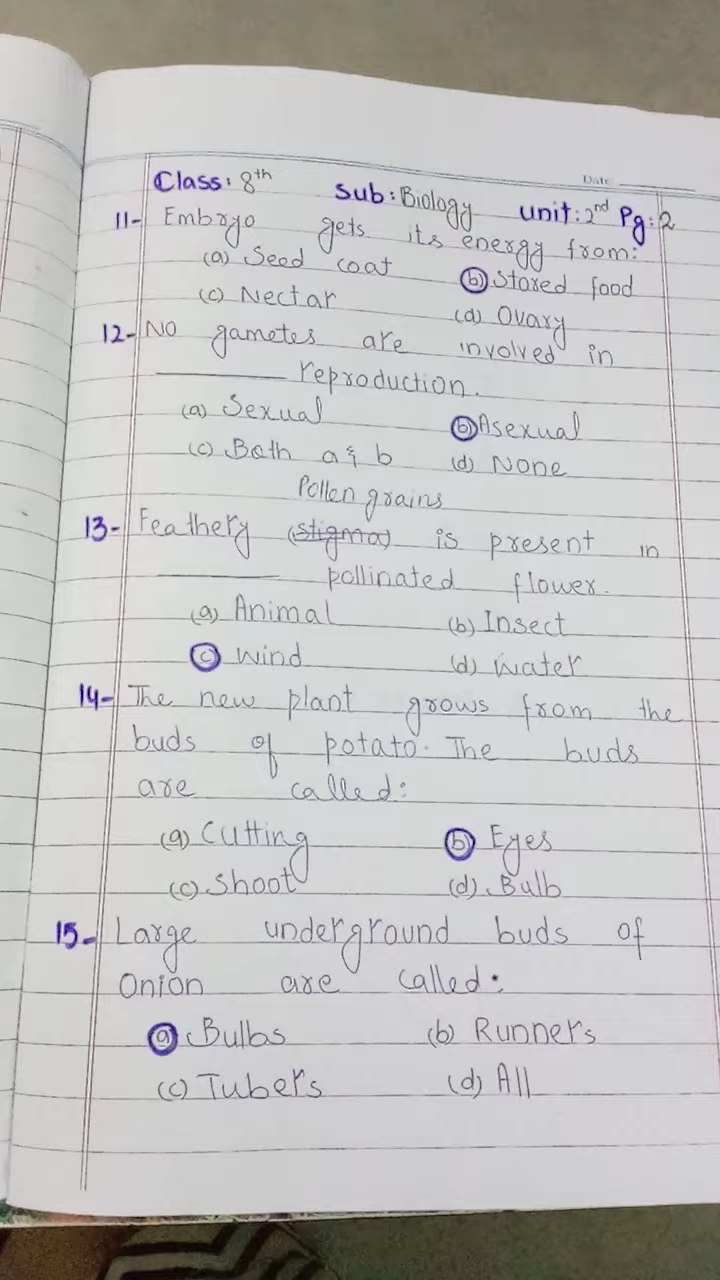 Date
Class: 8th Sub: Biology unit: 2nd Pg: 2
11- Embryo gets its energy from:
(a) Seed coat (b) Stored food
(c) Nectar (d) Ovary
12- No gametes are involved in
________ reproduction.
(a) Sexual (b) Asexual
(c) Both a & b (d) None
Pollen grains
13- Feathery (stigma) is present in
________ pollinated flower.
(a) Animal (b) Insect
(c) Wind (d) Water
14- The new plant grows from the
buds of potato. The buds
are called:
(a) Cutting (b) Eyes
(c) Shoot (d) Bulb
15- Large underground buds of
Onion are called:
(a) Bulbs (b) Runners
(c) Tubers (d) All